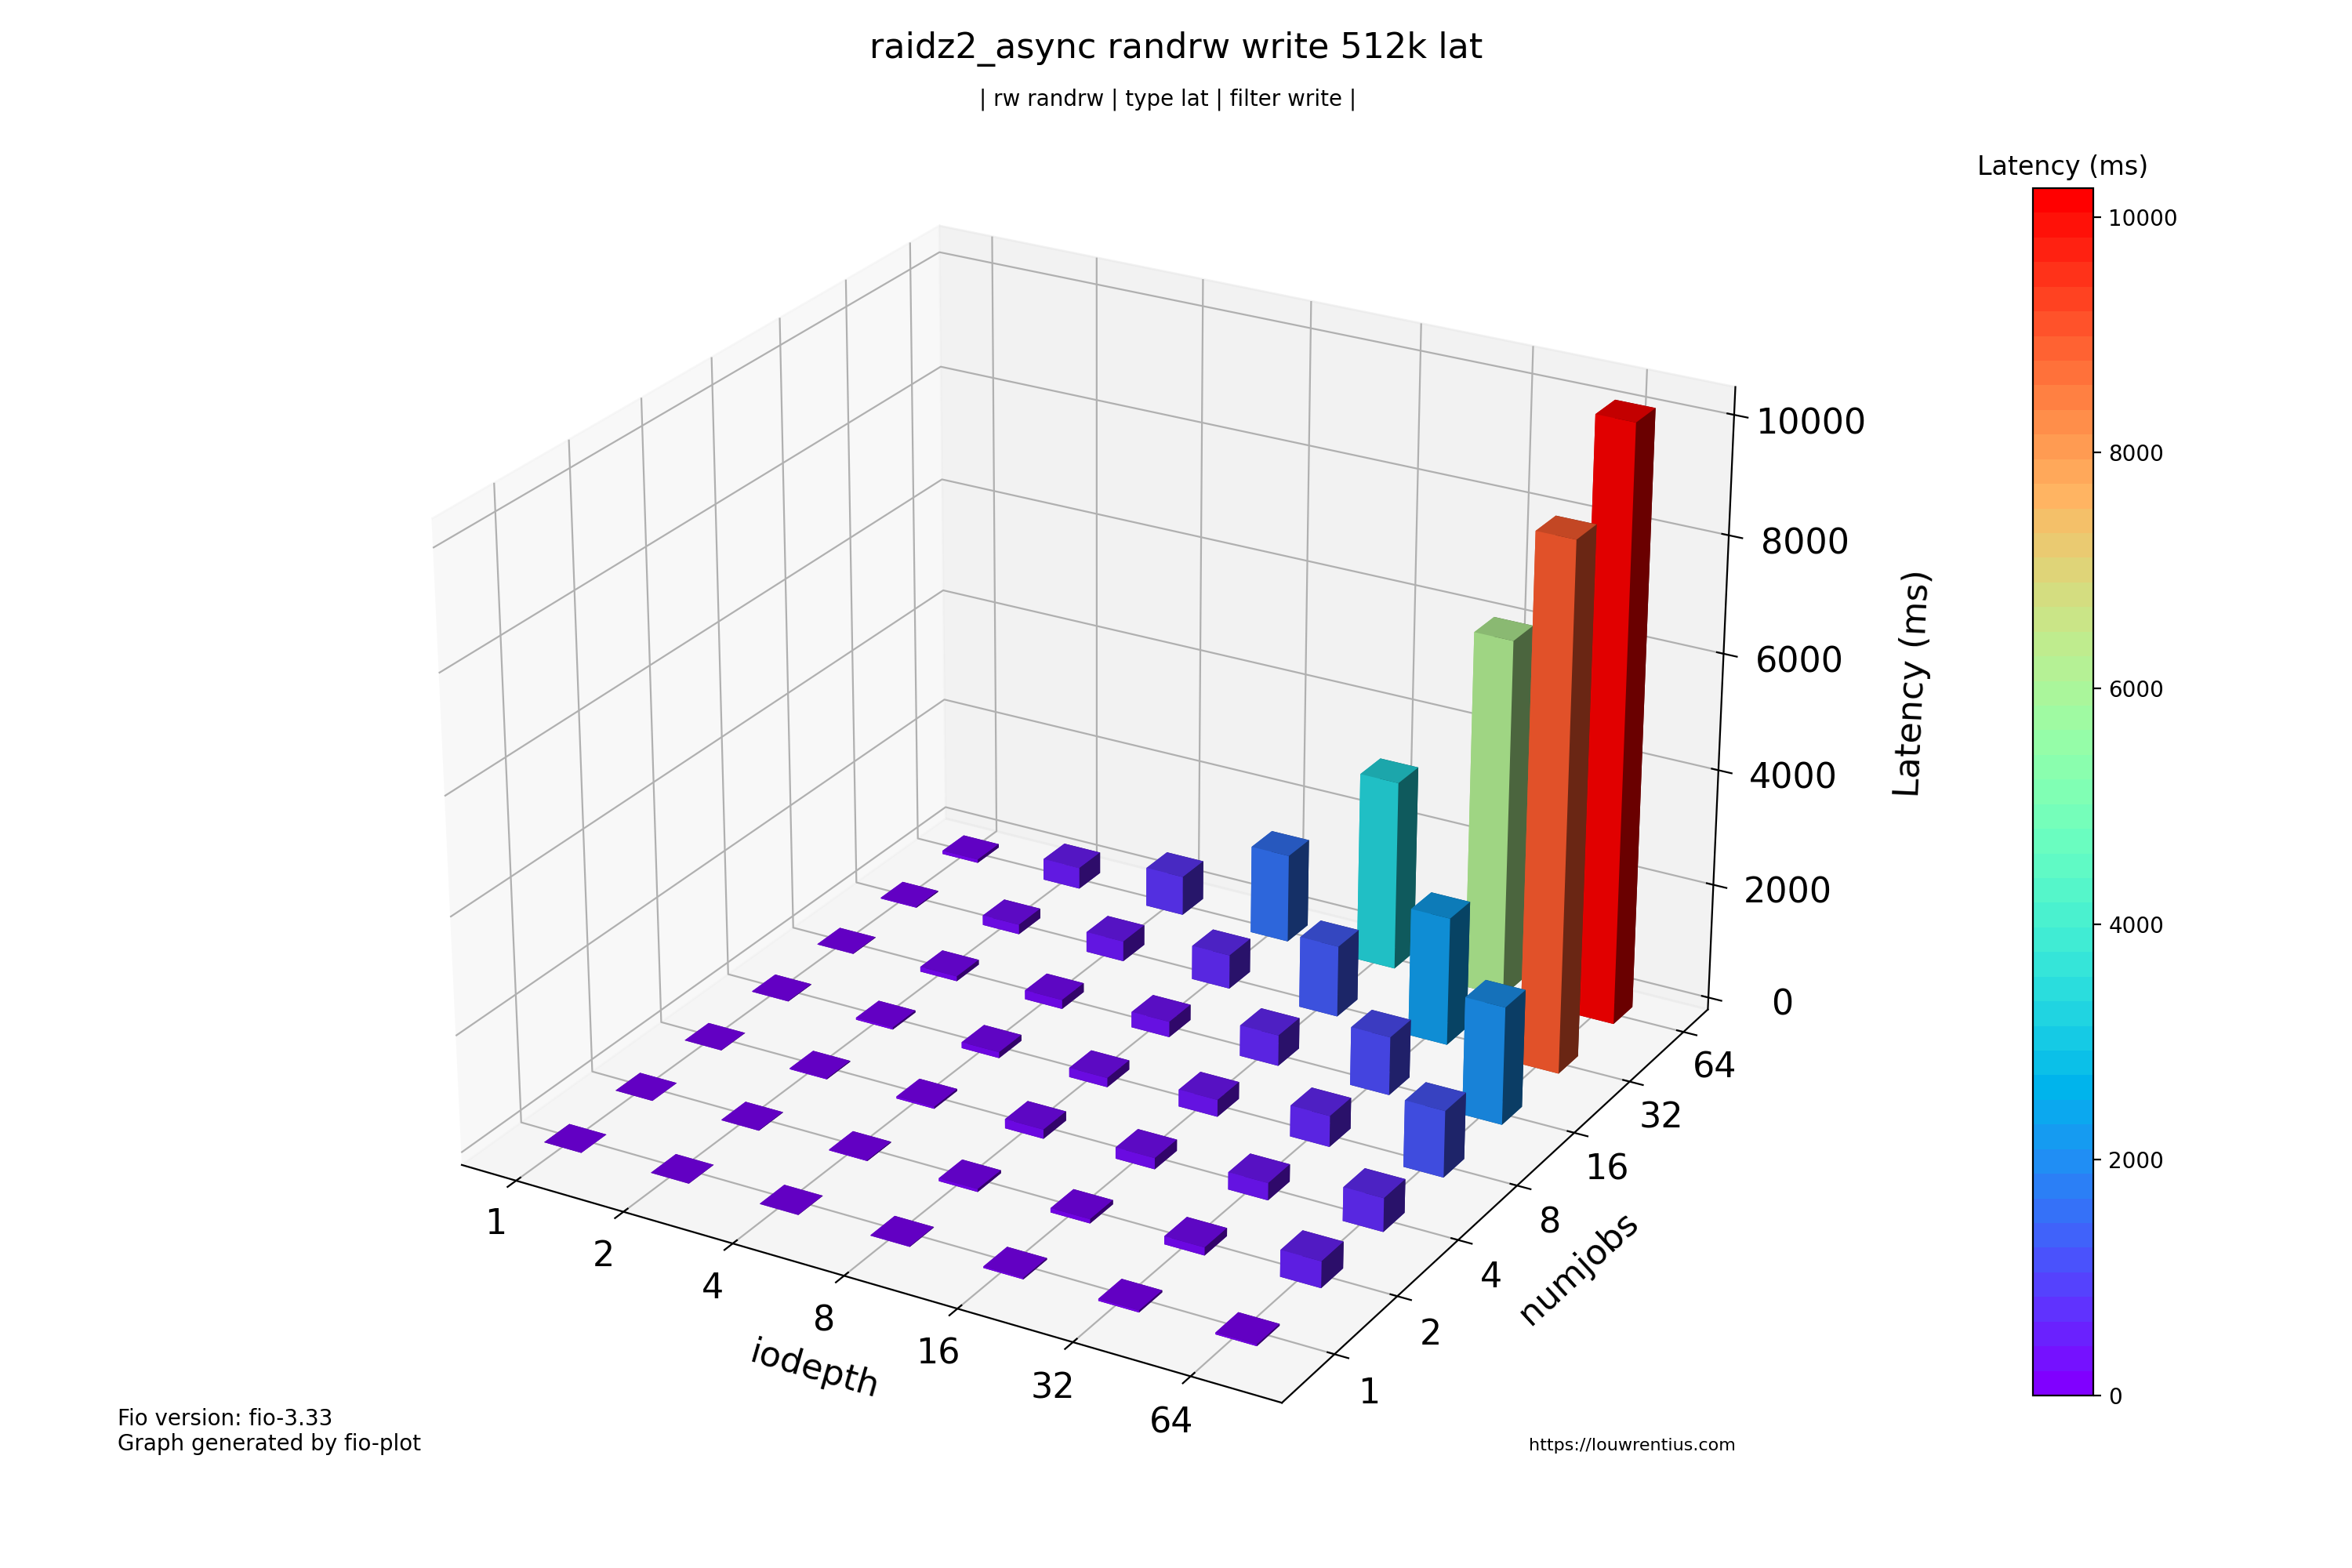 raidz2_async randrw write 512k lat
| rw randrw | type lat | filter write |
Latency (ms)
10000
8000
6000
4000
2000
0
10000
8000
6000
4000
2000
0
Latency (ms)
64
32
16
8
4
2
1
numjobs
1
2
4
8
16
32
64
iodepth
Fio version: fio-3.33
Graph generated by fio-plot
https://louwrentius.com